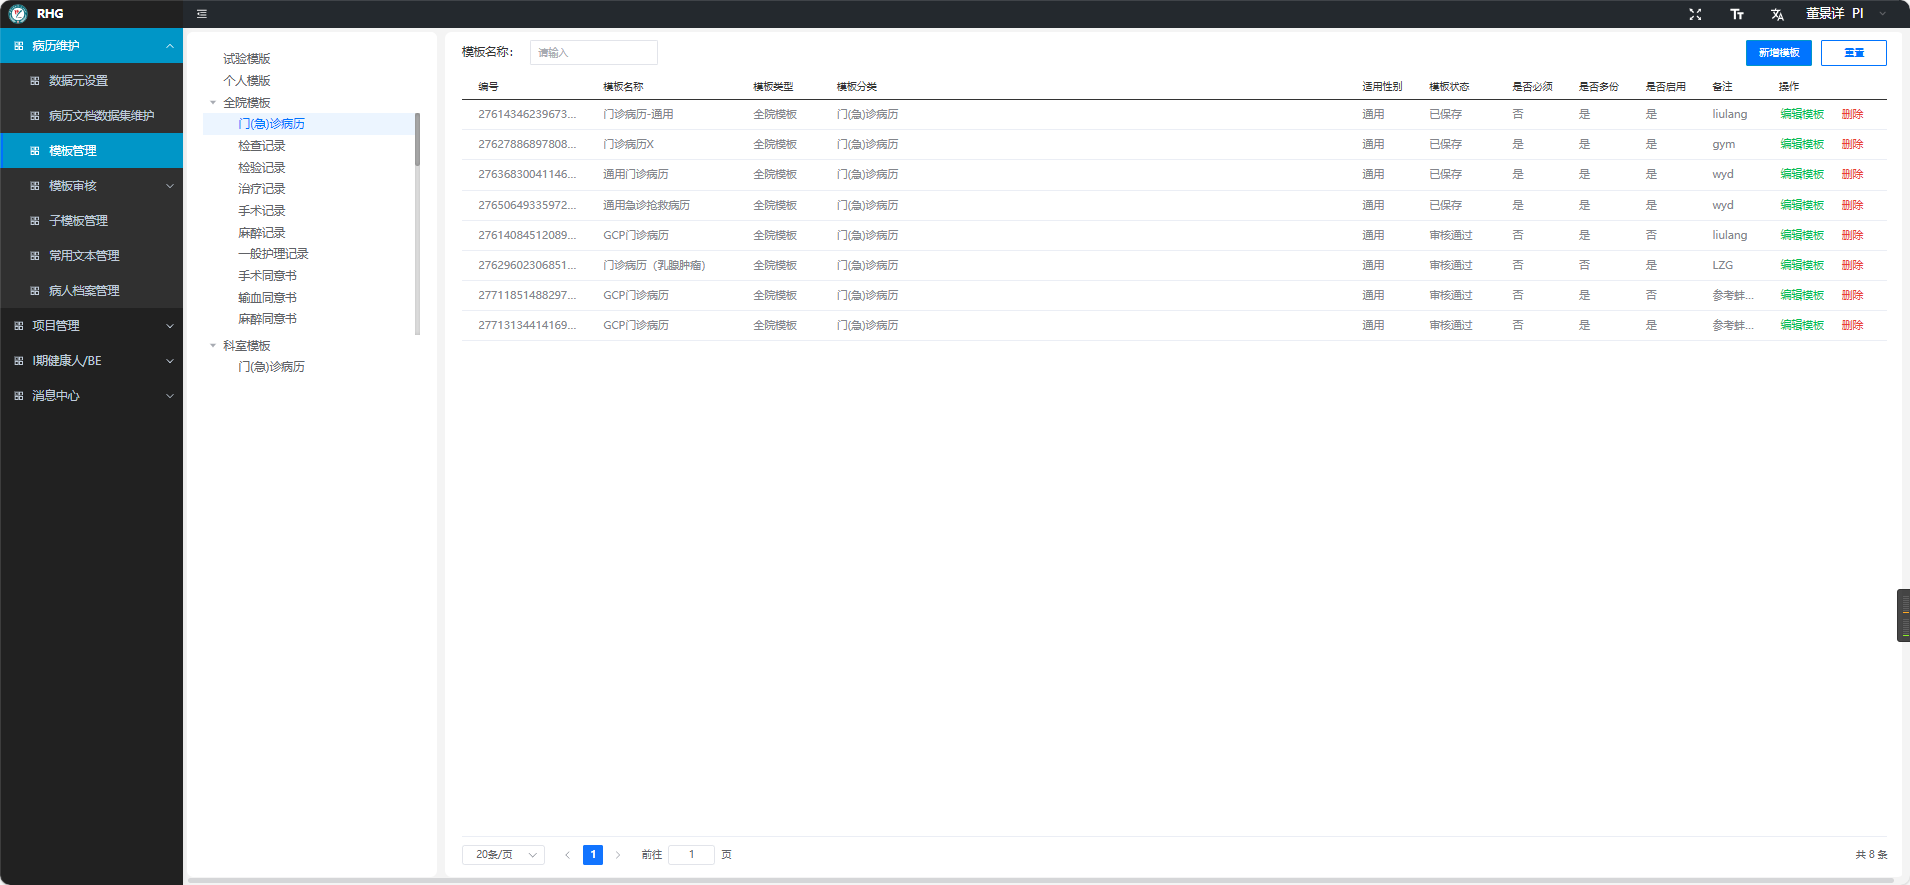 RHG
董景详 PI
病历维护
数据元设置
病历文档数据集维护
模板管理
模板审核
子模板管理
常用文本管理
病人档案管理
项目管理
I期健康人/BE
消息中心
试验模版
个人模版
全院模板
门(急)诊病历
检查记录
检验记录
治疗记录
手术记录
麻醉记录
一般护理记录
手术同意书
输血同意书
麻醉同意书
科室模板
门(急)诊病历
模板名称： 请输入 新增模板 重置
编号 模板名称 模板类型 模板分类 适用性别 模板状态 是否必须 是否多份 是否启用 备注 操作
27614346239673... 门诊病历-通用 全院模板 门(急)诊病历 通用 已保存 否 是 是 liulang 编辑模板 删除
27627886897808... 门诊病历X 全院模板 门(急)诊病历 通用 已保存 是 是 是 gym 编辑模板 删除
27636830041146... 通用门诊病历 全院模板 门(急)诊病历 通用 已保存 是 是 是 wyd 编辑模板 删除
27650649335972... 通用急诊抢救病历 全院模板 门(急)诊病历 通用 已保存 是 是 是 wyd 编辑模板 删除
27614084512089... GCP门诊病历 全院模板 门(急)诊病历 通用 审核通过 否 是 否 liulang 编辑模板 删除
27629602306851... 门诊病历（乳腺肿瘤） 全院模板 门(急)诊病历 通用 审核通过 否 否 是 LZG 编辑模板 删除
27711851488297... GCP门诊病历 全院模板 门(急)诊病历 通用 审核通过 否 是 否 参考蚌... 编辑模板 删除
27713134414169... GCP门诊病历 全院模板 门(急)诊病历 通用 审核通过 否 是 是 参考蚌... 编辑模板 删除
20条/页 1 前往 1 页 共 8 条